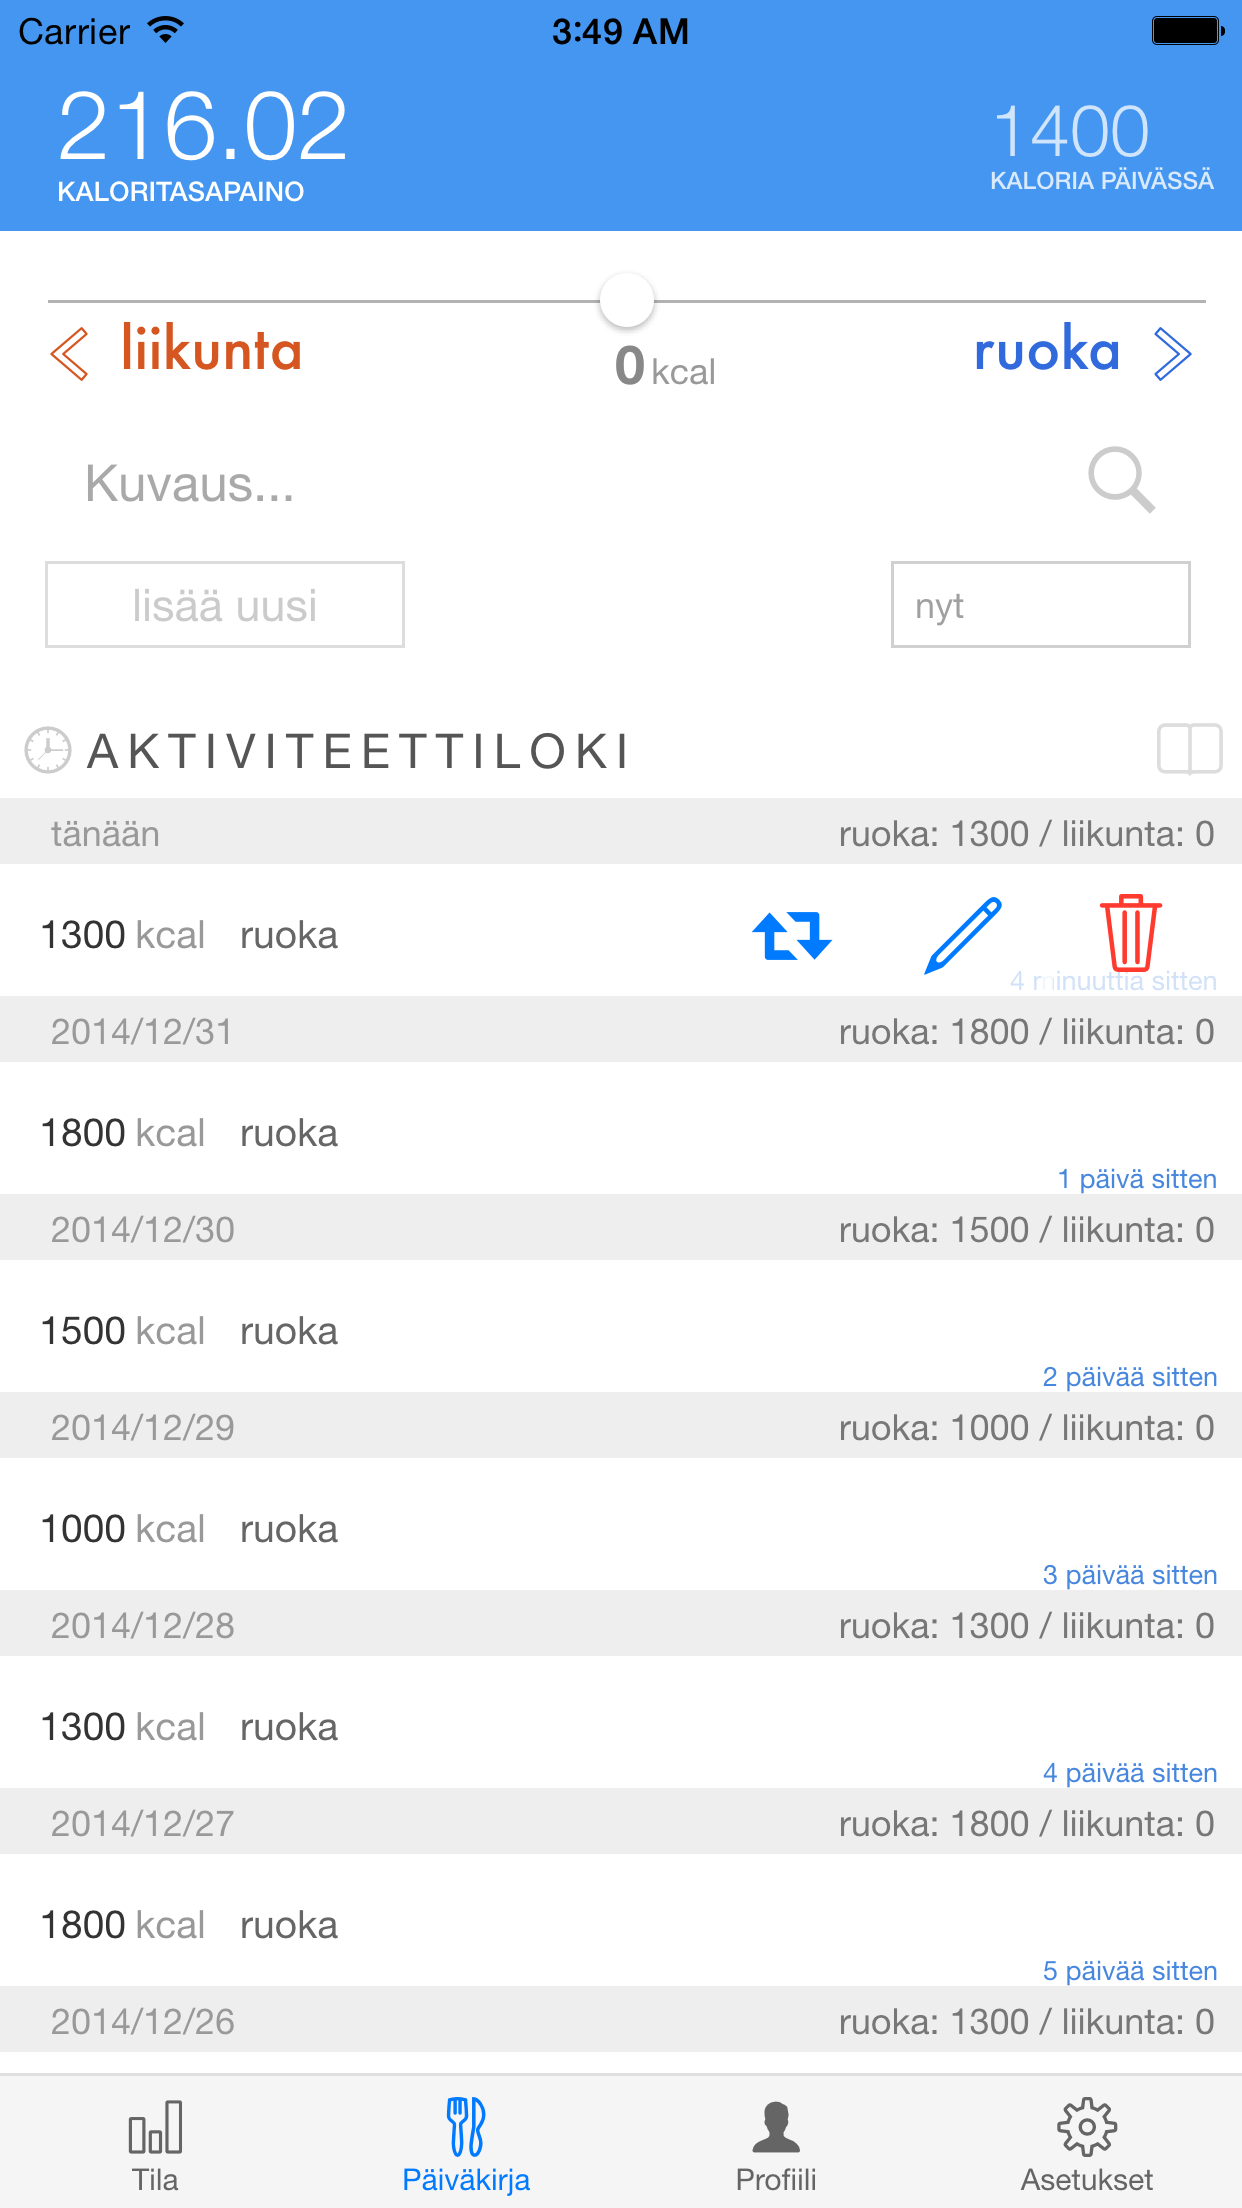 Carrier 3:49 AM
216.02 1400
KALORITASAPAINO KALORIA PÄIVÄSSÄ
liikunta 0 kcal ruoka
Kuvaus...
lisää uusi nyt
AKTIVITEETTILOKI
tänään ruoka: 1300 / liikunta: 0
1300 kcal ruoka
4 minuuttia sitten
2014/12/31 ruoka: 1800 / liikunta: 0
1800 kcal ruoka
1 päivä sitten
2014/12/30 ruoka: 1500 / liikunta: 0
1500 kcal ruoka
2 päivää sitten
2014/12/29 ruoka: 1000 / liikunta: 0
1000 kcal ruoka
3 päivää sitten
2014/12/28 ruoka: 1300 / liikunta: 0
1300 kcal ruoka
4 päivää sitten
2014/12/27 ruoka: 1800 / liikunta: 0
1800 kcal ruoka
5 päivää sitten
2014/12/26 ruoka: 1300 / liikunta: 0
Tila Päiväkirja Profiili Asetukset